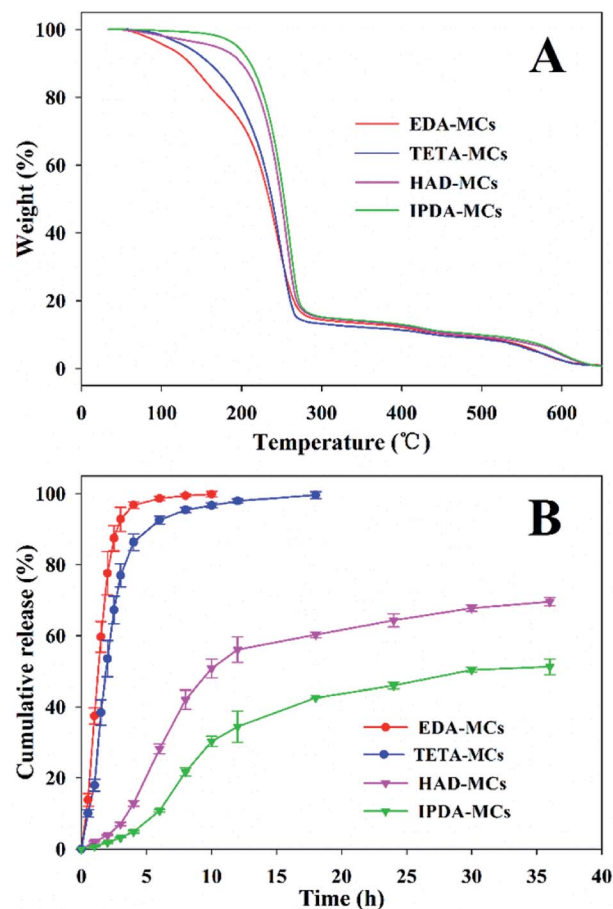 A
100
80
60
40
20
0
Weight (%)
EDA-MCs
TETA-MCs
HAD-MCs
IPDA-MCs
0 100 200 300 400 500 600
Temperature (℃)
B
100
80
60
40
20
0
Cumulative release (%)
EDA-MCs
TETA-MCs
HAD-MCs
IPDA-MCs
0 5 10 15 20 25 30 35 40
Time (h)